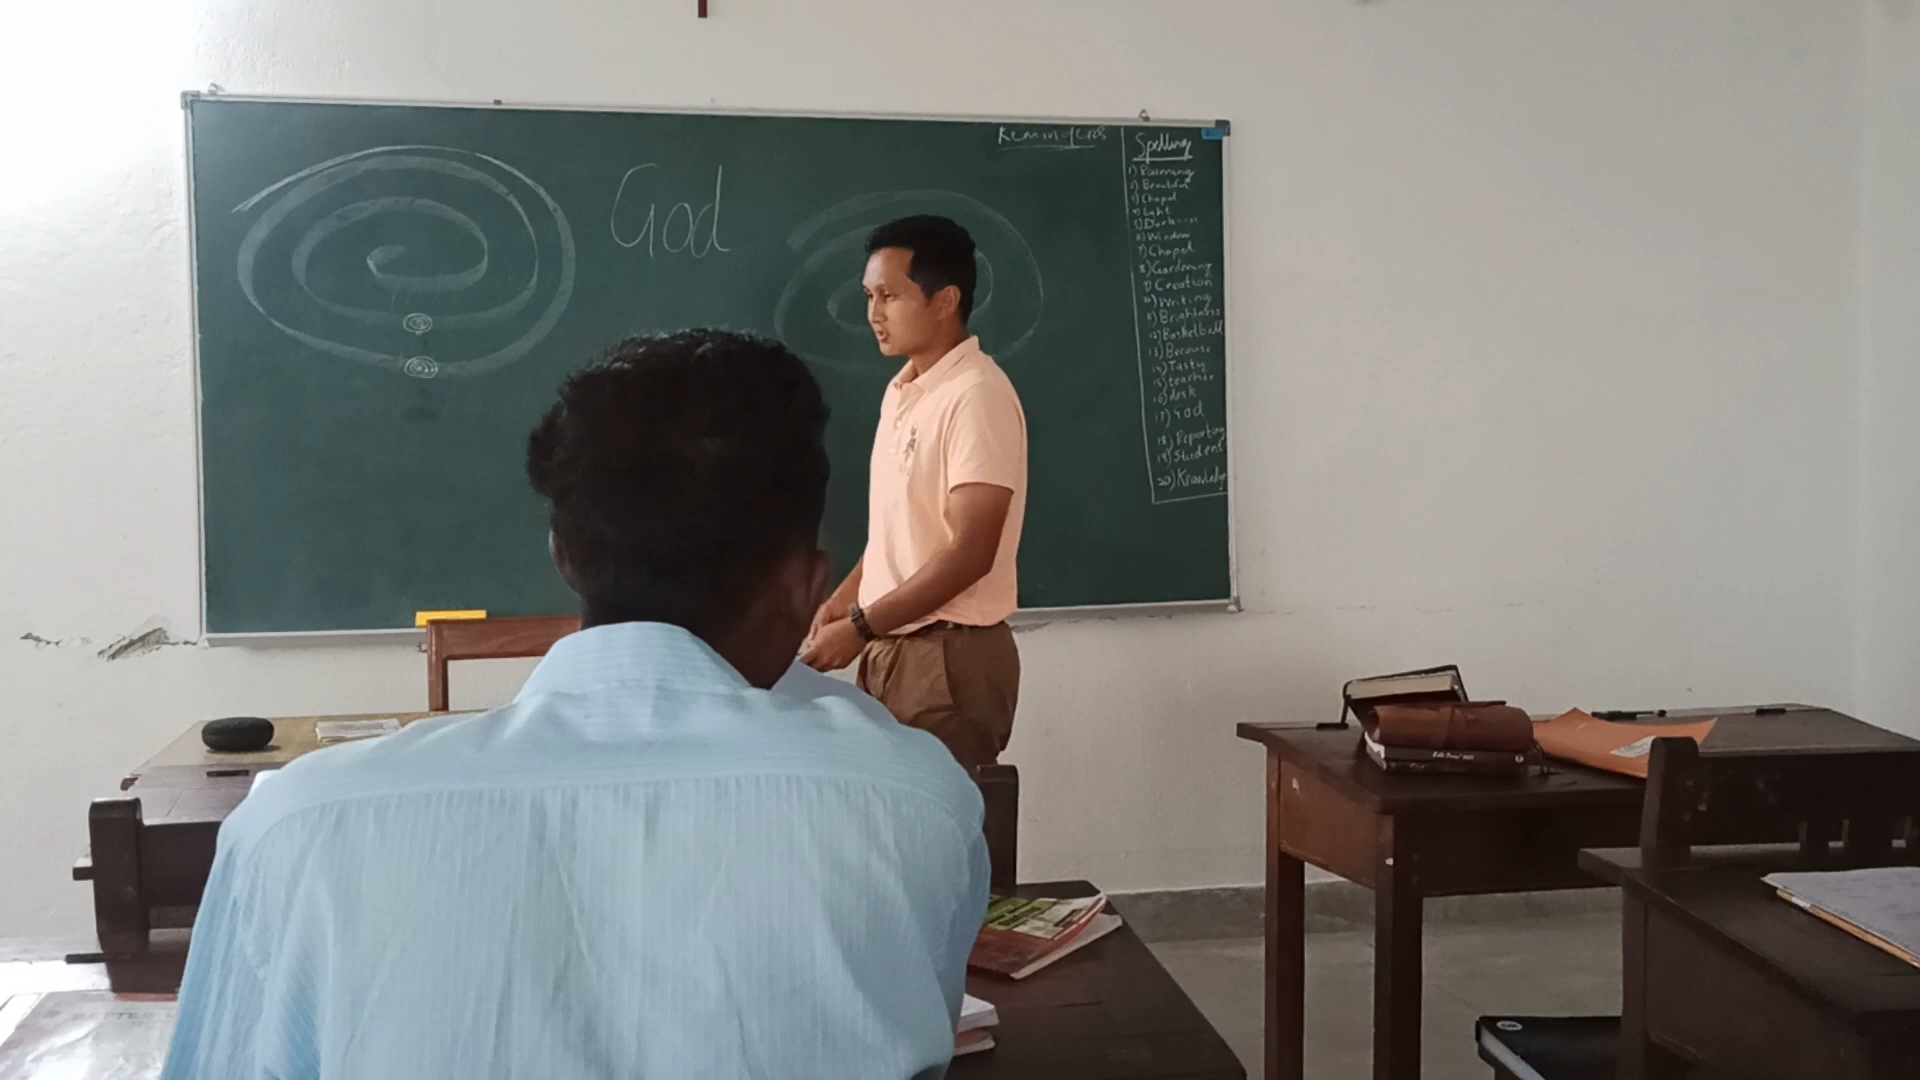 God
Reminders
Spelling
1) Roaming
2) Beautiful
3) Chapel
4) Light
5) Darkness
6) Window
7) Chapel
8) Gardening
9) Creation
10) Writing
11) Brightness
12) Basketball
13) Because
14) Tasty
15) teacher
16) desk
17) God
18) Reporting
19) Student
20) Knowledge